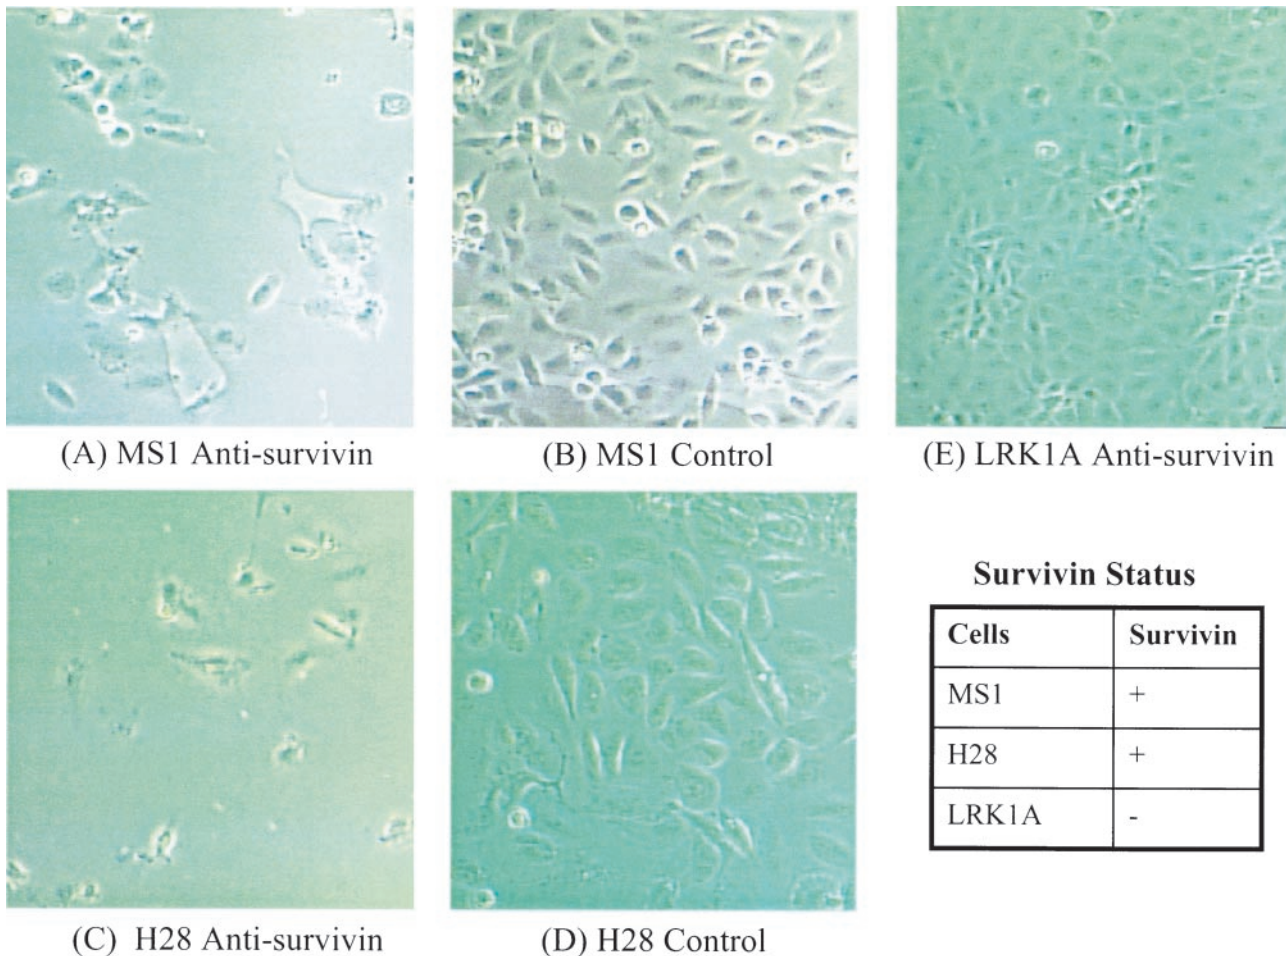 (A) MS1 Anti-survivin
(B) MS1 Control
(E) LRK1A Anti-survivin
(C) H28 Anti-survivin
(D) H28 Control
Survivin Status
Cells Survivin
MS1 +
H28 +
LRK1A -